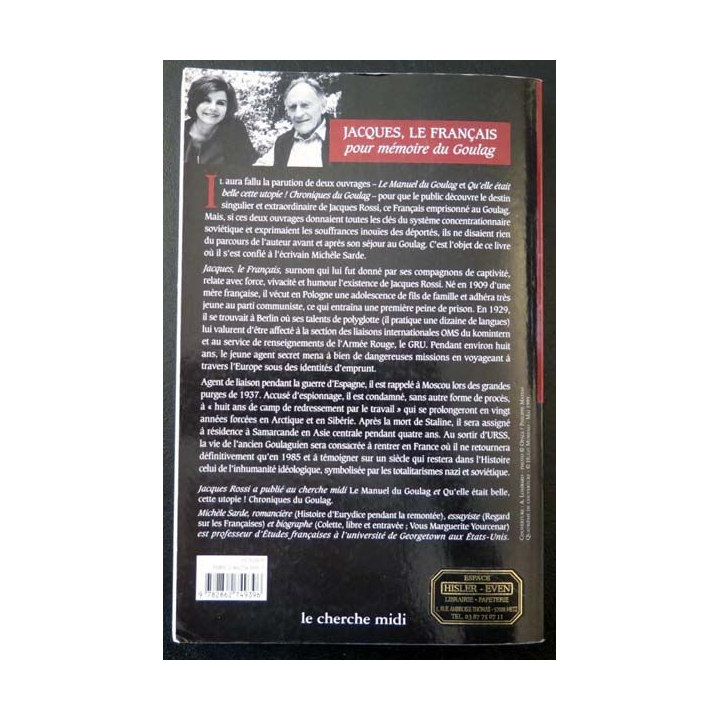 JACQUES, LE FRANÇAIS
pour mémoire du Goulag
IL aura fallu la parution de deux ouvrages – Le Manuel du Goulag et Qu'elle était
belle cette utopie ! Chroniques du Goulag – pour que le public découvre le destin
singulier et extraordinaire de Jacques Rossi, ce Français emprisonné au Goulag.
Mais, si ces deux ouvrages donnaient toutes les clés du système concentrationnaire
soviétique et exprimaient les souffrances inouïes des déportés, ils ne disaient rien
du parcours de l'auteur avant et après son séjour au Goulag. C'est l'objet de ce livre
où il s'est confié à l'écrivain Michèle Sarde.
Jacques, le Français, surnom qui lui fut donné par ses compagnons de captivité,
relate avec force, vivacité et humour l'existence de Jacques Rossi. Né en 1909 d'une
mère française, il vécut en Pologne une adolescence de fils de famille et adhéra très
jeune au parti communiste, ce qui entraîna une première peine de prison. En 1929,
il se trouvait à Berlin où ses talents de polyglotte (il pratique une dizaine de langues)
lui valurent d'être affecté à la section des liaisons internationales OMS du komintern
et au service de renseignements de l'Armée Rouge, le GRU. Pendant environ huit
ans, le jeune agent secret mena à bien de dangereuses missions en voyageant à
travers l'Europe sous des identités d'emprunt.
Agent de liaison pendant la guerre d'Espagne, il est rappelé à Moscou lors des grandes
purges de 1937. Accusé d'espionnage, il est condamné, sans autre forme de procès,
à « huit ans de camp de redressement par le travail » qui se prolongeront en vingt
années forcées en Arctique et en Sibérie. Après la mort de Staline, il sera assigné
à résidence à Samarcande en Asie centrale pendant quatre ans. Au sortir d'URSS,
la vie de l'ancien Goulaguien sera consacrée à rentrer en France où il ne retournera
définitivement qu'en 1985 et à témoigner sur un siècle qui restera dans l'Histoire
celui de l'inhumanité idéologique, symbolisée par les totalitarismes nazi et soviétique.
Jacques Rossi a publié au cherche midi Le Manuel du Goulag et Qu'elle était belle,
cette utopie ! Chroniques du Goulag.
Michèle Sarde, romancière (Histoire d'Eurydice pendant la remontée), essayiste (Regard
sur les Françaises) et biographe (Colette, libre et entravée ; Vous Marguerite Yourcenar)
est professeur d'Études françaises à l'université de Georgetown aux États-Unis.
9 782862 749396
le cherche midi
ESPACE
HISLER - EVEN
LIBRAIRIE - PAPETERIE
1, RUE AMBROISE THOMAS - 57000 METZ
TEL. 03 87 75 07 11